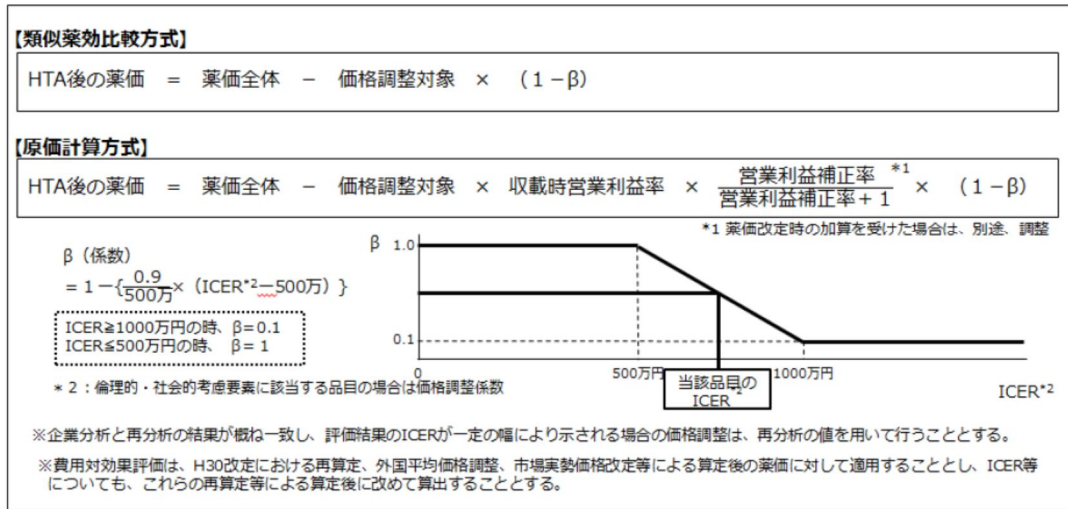 【類似薬効比較方式】
HTA後の薬価 = 薬価全体 － 価格調整対象 × （1－β）
【原価計算方式】
HTA後の薬価 = 薬価全体 － 価格調整対象 × 収載時営業利益率 × 営業利益補正率*1/営業利益補正率+1 × （1－β）
*1 薬価改定時の加算を受けた場合は、別途、調整
β（係数）
= 1－{0.9/500万×（ICER*2－500万）}
ICER≧1000万円の時、β=0.1
ICER≦500万円の時、 β= 1
＊2：倫理的・社会的考慮要素に該当する品目の場合は価格調整係数
β
1.0
0.1
0
500万円
当該品目の
ICER*2
1000万円
ICER*2
※企業分析と再分析の結果が概ね一致し、評価結果のICERが一定の幅により示される場合の価格調整は、再分析の値を用いて行うこととする。
※費用対効果評価は、H30改定における再算定、外国平均価格調整、市場実勢価格改定等による算定後の薬価に対して適用することとし、ICER等
についても、これらの再算定等による算定後に改めて算出することとする。